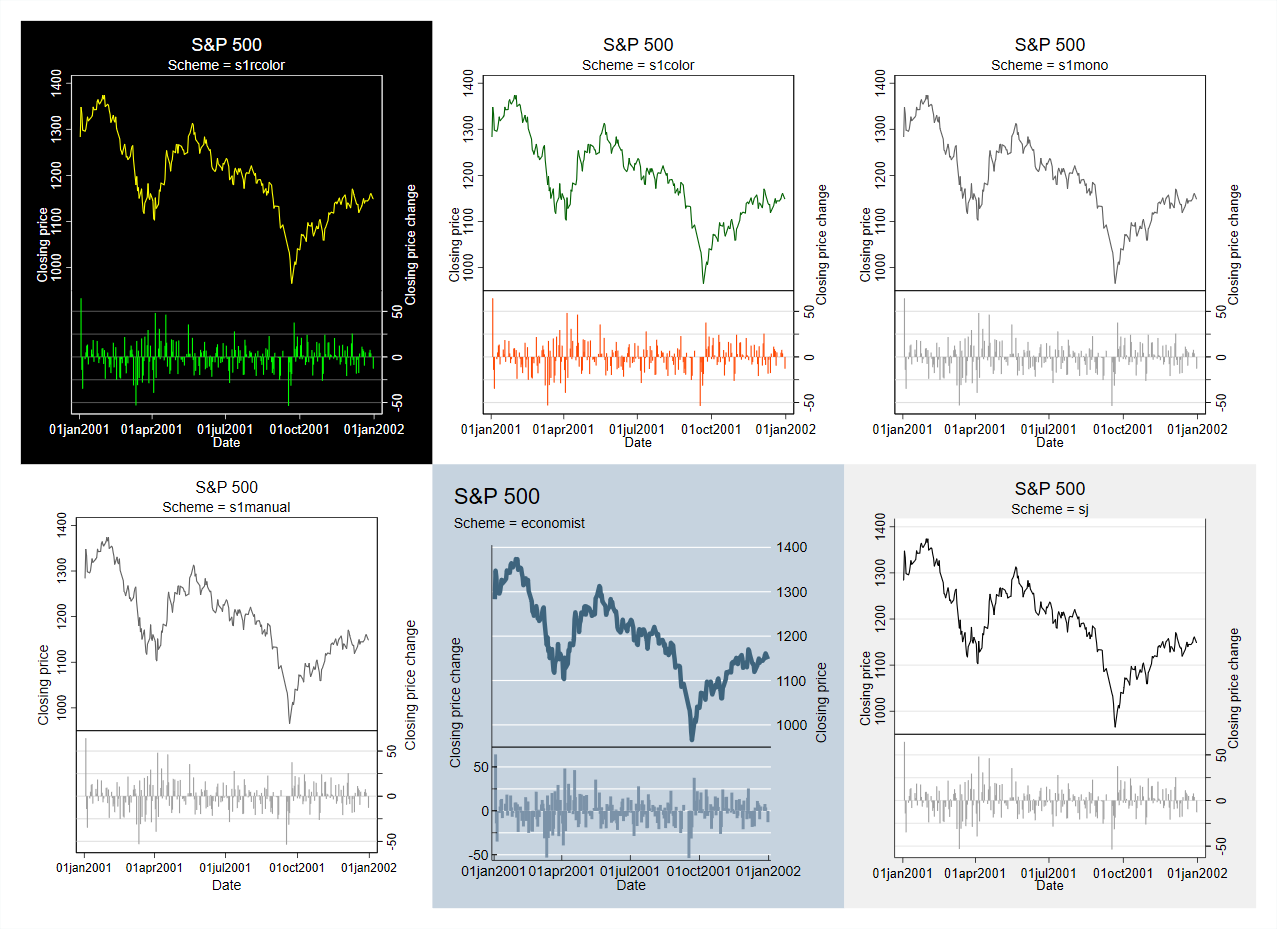 S&P 500
Scheme = s1rcolor
Closing price
1400
1300
1200
1100
1000
Closing price change
50
0
-50
01jan2001 01apr2001 01jul2001 01oct2001 01jan2002
Date
S&P 500
Scheme = s1color
Closing price
1400
1300
1200
1100
1000
Closing price change
50
0
-50
01jan2001 01apr2001 01jul2001 01oct2001 01jan2002
Date
S&P 500
Scheme = s1mono
Closing price
1400
1300
1200
1100
1000
Closing price change
50
0
-50
01jan2001 01apr2001 01jul2001 01oct2001 01jan2002
Date
S&P 500
Scheme = s1manual
Closing price
1400
1300
1200
1100
1000
Closing price change
50
0
-50
01jan2001 01apr2001 01jul2001 01oct2001 01jan2002
Date
S&P 500
Scheme = economist
Closing price change
50
0
-50
1400
1300
1200
1100
1000
Closing price
01jan2001 01apr2001 01jul2001 01oct2001 01jan2002
Date
S&P 500
Scheme = sj
Closing price
1400
1300
1200
1100
1000
Closing price change
50
0
-50
01jan2001 01apr2001 01jul2001 01oct2001 01jan2002
Date